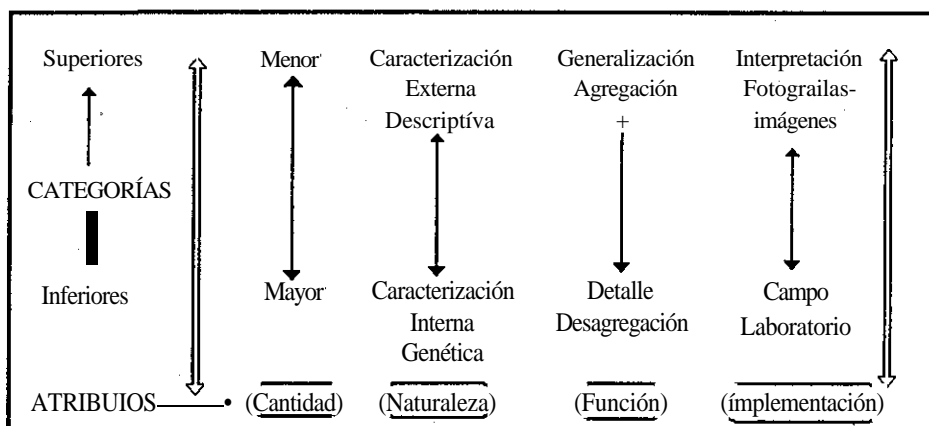 Superiores Menor Caracterización Generalización Interpretación
Externa Agregación Fotograilas-
Descriptíva + imágenes
CATEGORÍAS
Inferiores Mayor Caracterización Detalle Campo
Interna Desagregación Laboratorio
Genética
ATRIBUIOS (Cantidad) (Naturaleza) (Función) (implementación)